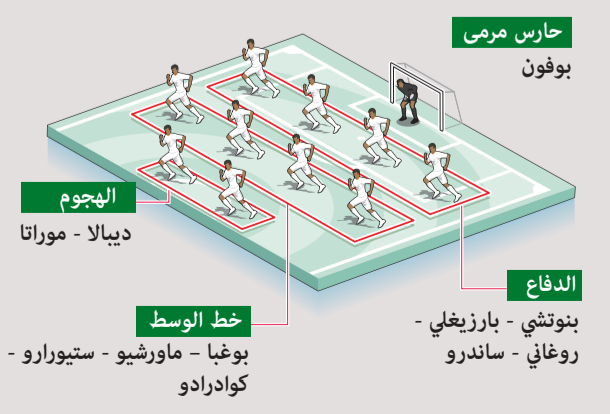 حارس مرمى
بوفون
الهجوم
ديبالا - موراتا
الدفاع
بنوتشي - بارزيغلي -
روغاني - ساندرو
خط الوسط
بوغبا – ماورشيو - ستيورارو -
كوادرادو